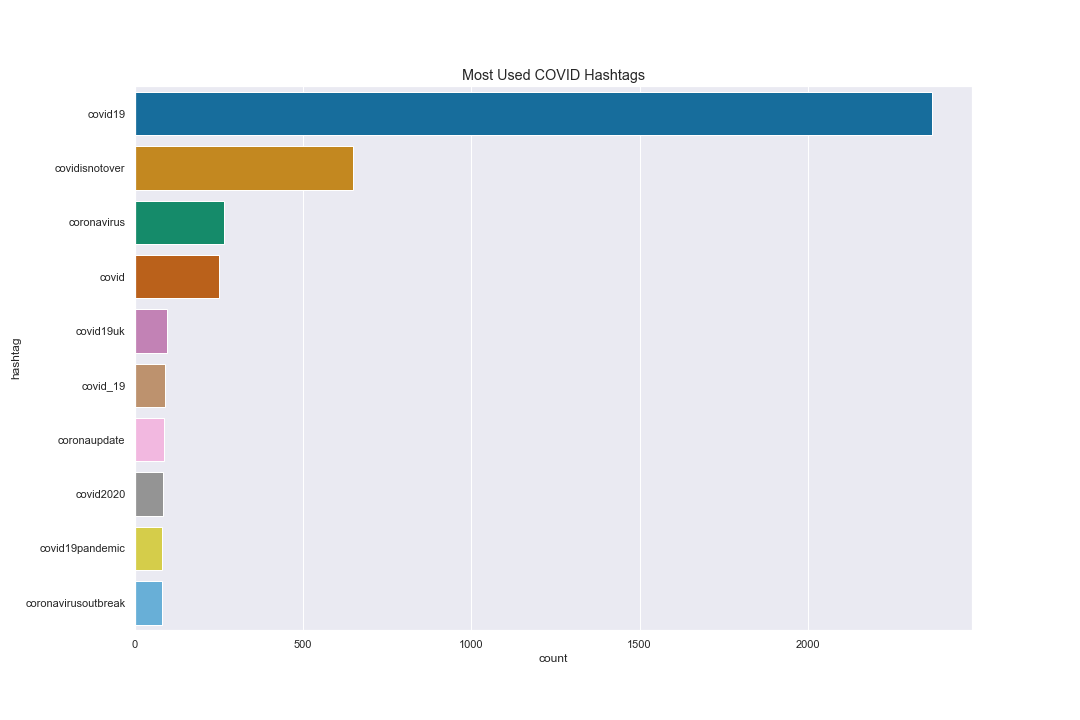 Most Used COVID Hashtags
hashtag
covid19
covidisnotover
coronavirus
covid
covid19uk
covid_19
coronaupdate
covid2020
covid19pandemic
coronavirusoutbreak
0 500 1000 1500 2000
count